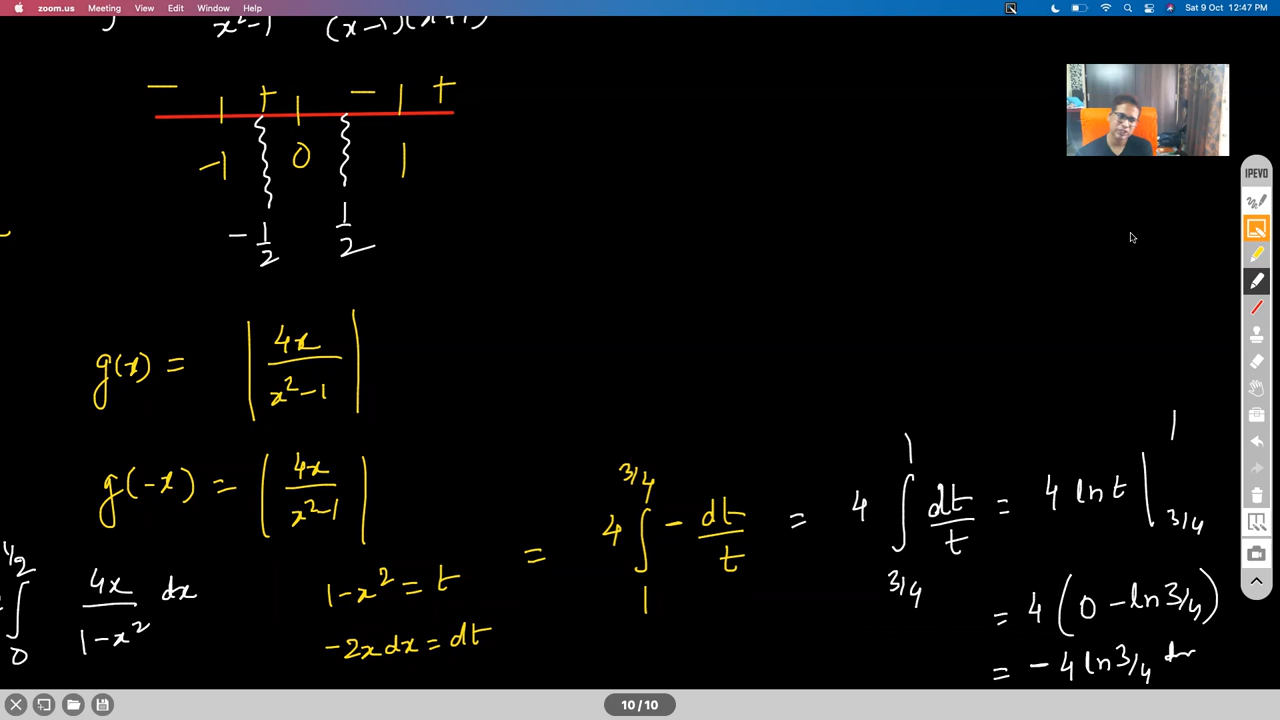 zoom.us Meeting View Edit Window Help Sat 9 Oct 12:47 PM
x²-1 (x-1)(x+1)
- + - +
-1 0 1
-1/2 1/2
IPEVO
g(x) = |4x/(x²-1)|
g(-x) = |4x/(x²-1)|
∫₀^{1/2} 4x/(1-x²) dx
1-x² = t
-2x dx = dt
= 4 ∫₁^{3/4} - dt/t = 4 ∫_{3/4}^1 dt/t = 4 ln t |_{3/4}^1
= 4(0 - ln 3/4)
= -4 ln 3/4
10/10